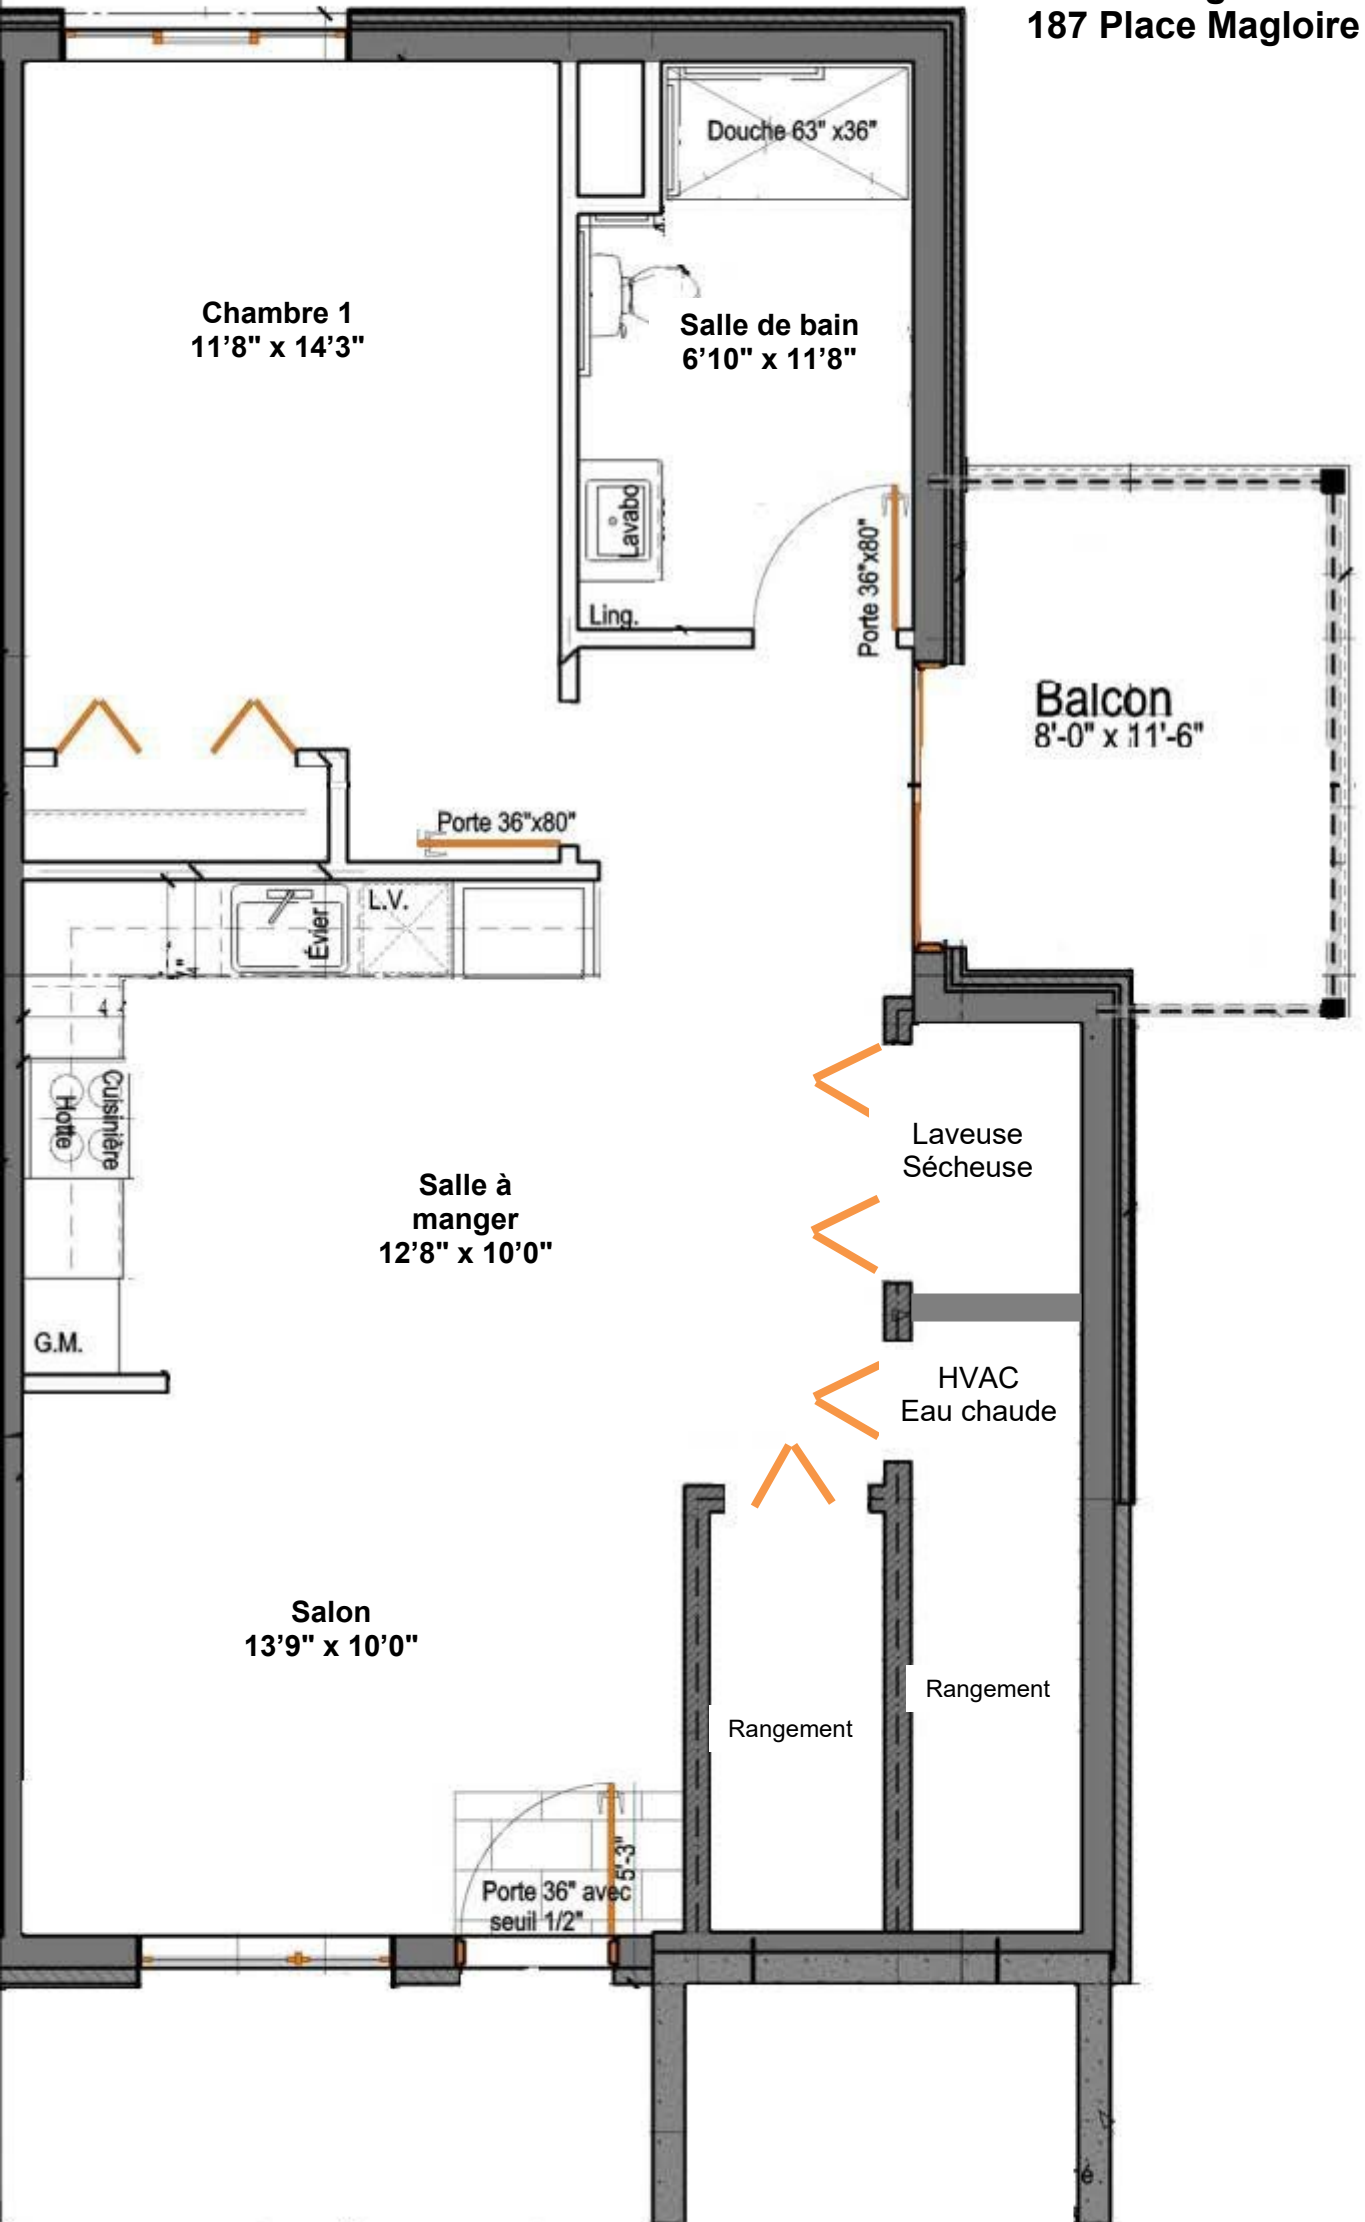 187 Place Magloire
Douche 63" x36"
Chambre 1
11’8" x 14’3"
Salle de bain
6’10" x 11’8"
Lavabo
Porte 36"x80"
Ling.
Balcon
8'-0" x 11'-6"
Porte 36"x80"
Évier
L.V.
4
Cuisinière
Hotte
Laveuse
Sécheuse
Salle à
manger
12’8" x 10’0"
G.M.
HVAC
Eau chaude
Salon
13’9" x 10’0"
Rangement
Rangement
5'-3"
Porte 36" avec
seuil 1/2"